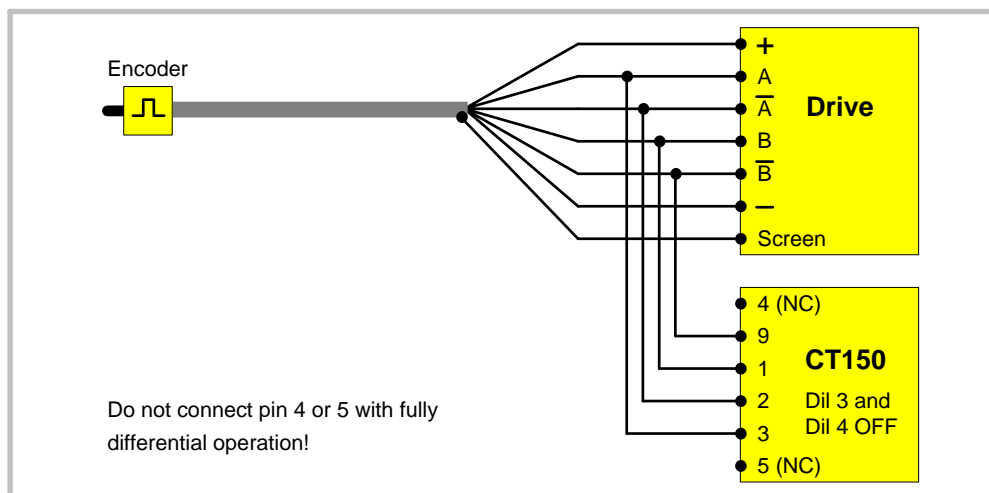 Encoder
+
A
A̅
B
B̅
–
Screen
Drive
4 (NC)
9
1
2
3
5 (NC)
CT150
Dil 3 and
Dil 4 OFF
Do not connect pin 4 or 5 with fully
differential operation!